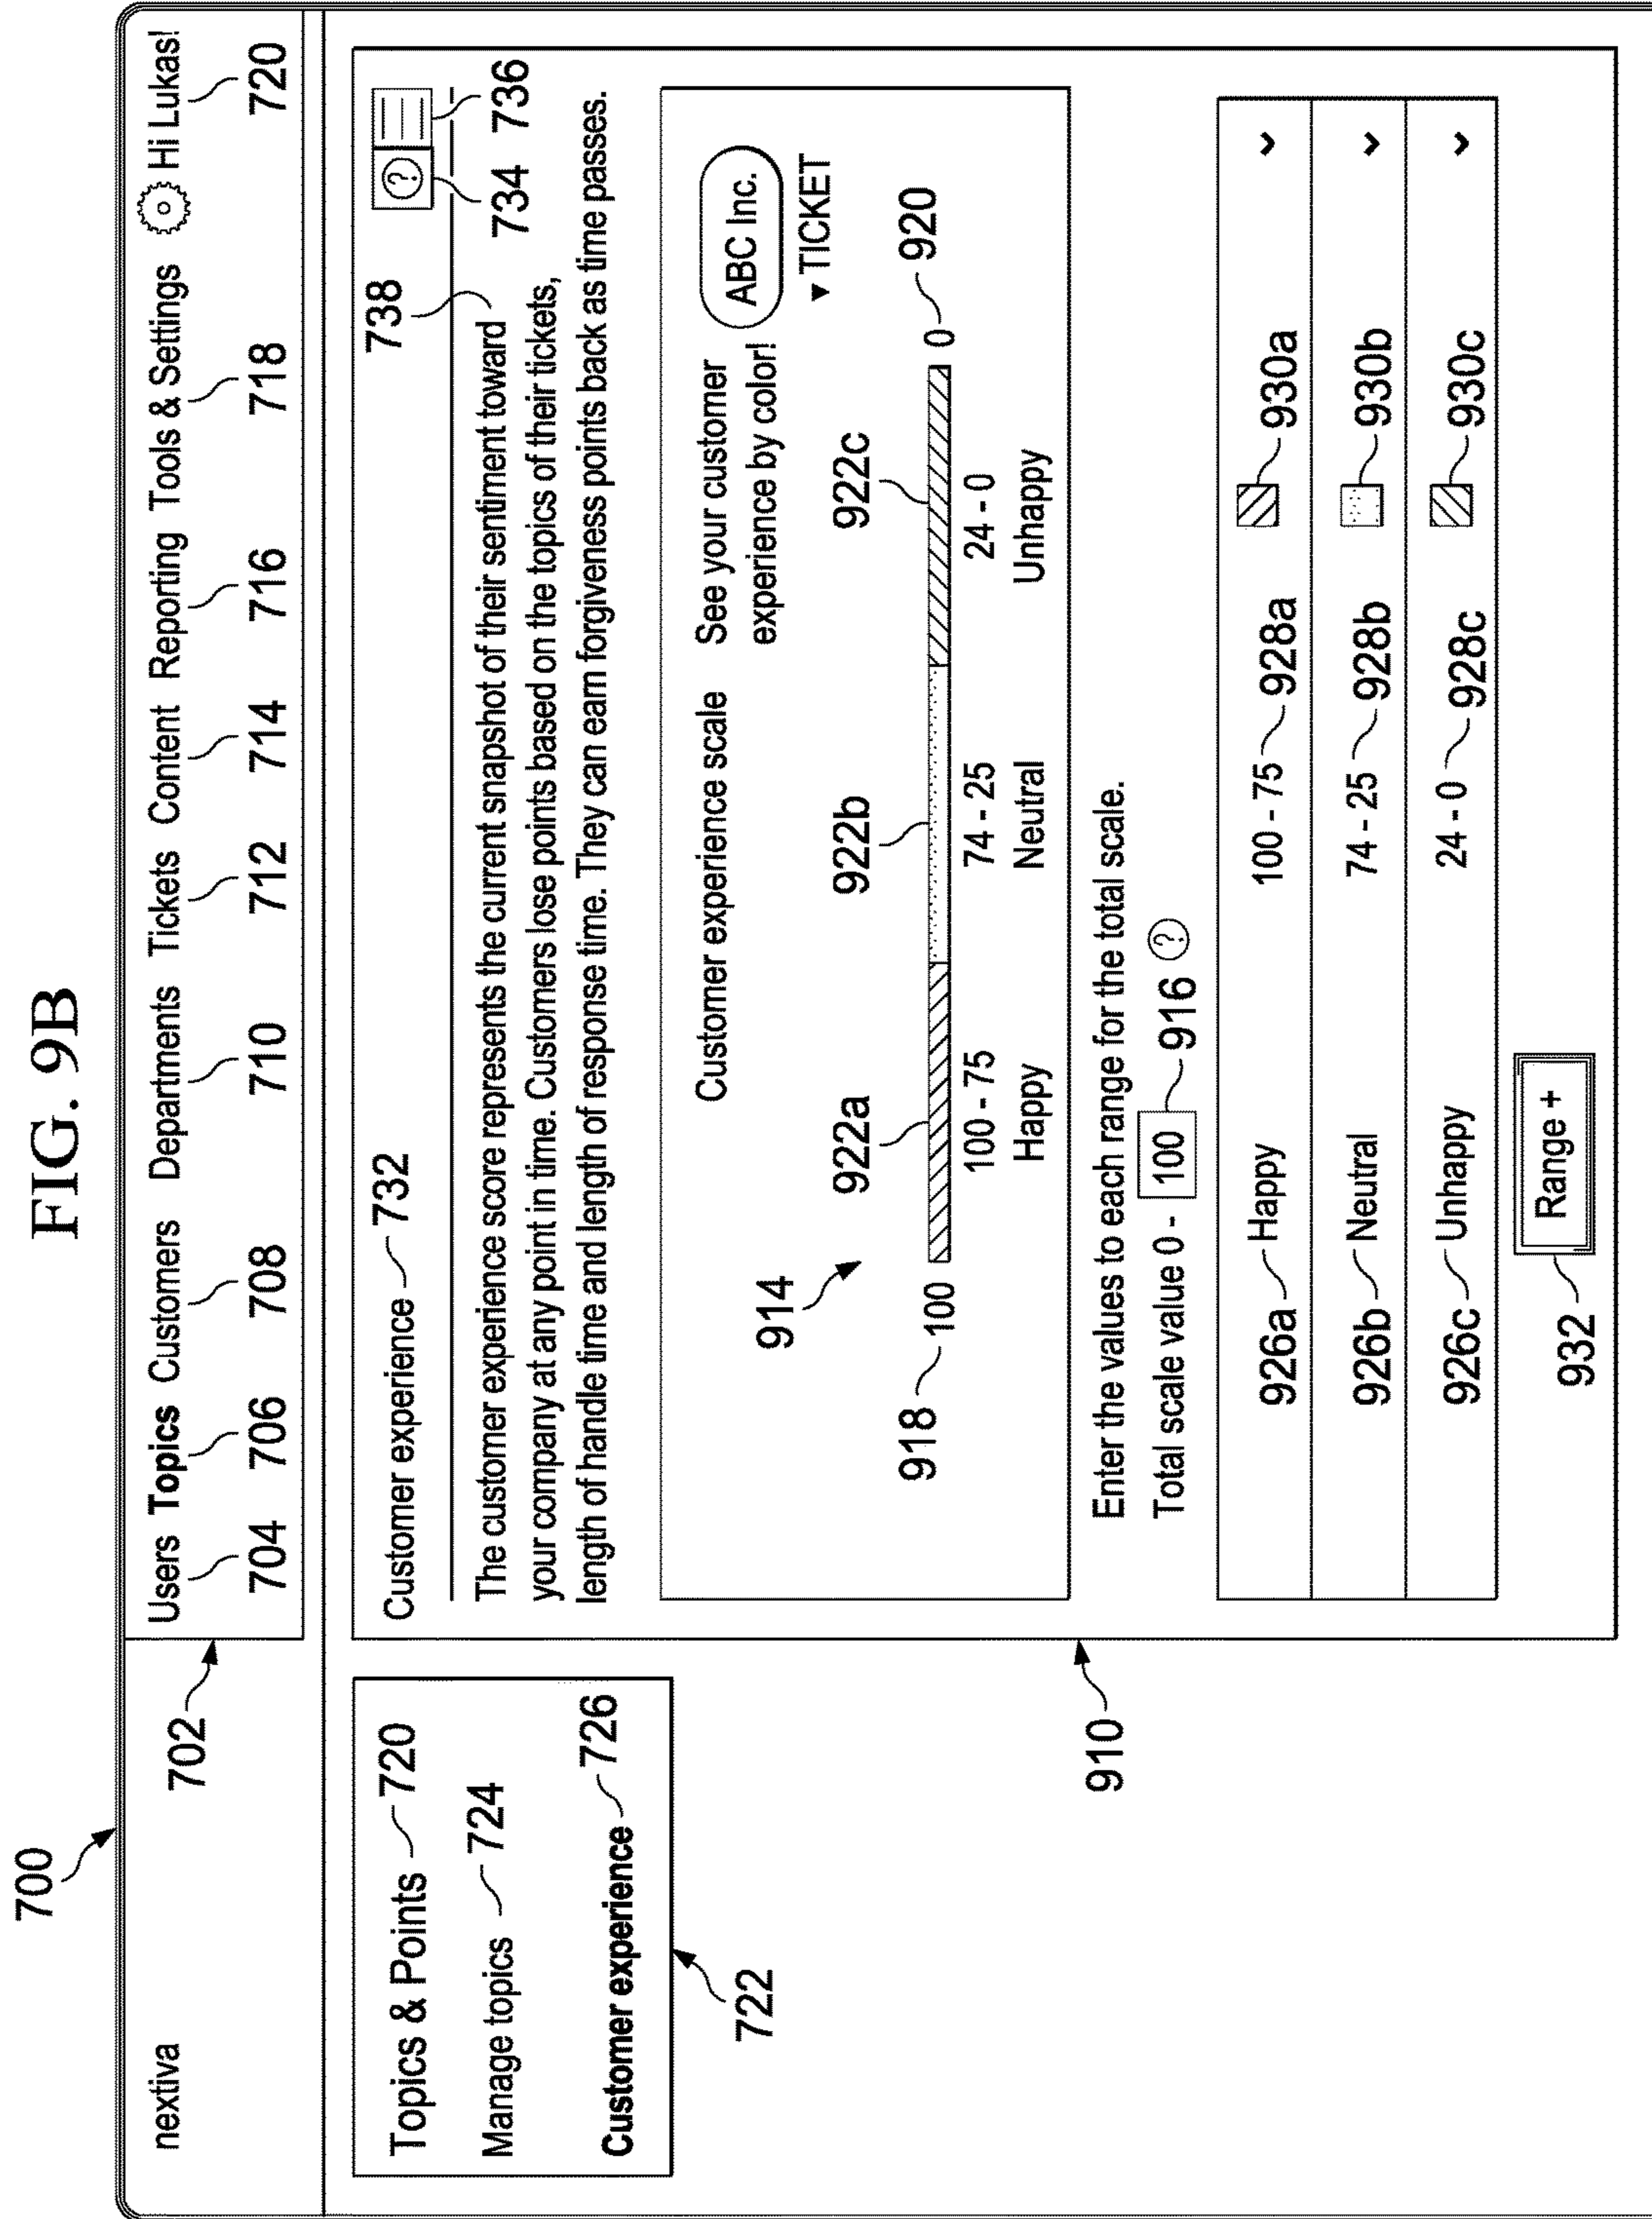 FIG. 9B
700
nextiva
702
Users Topics Customers Departments Tickets Content Reporting Tools & Settings Hi Lukas!
704 706 708 710 712 714 716 718 720
Topics & Points 720
Manage topics 724
Customer experience 726
722
Customer experience 732
738
?
734 736
The customer experience score represents the current snapshot of their sentiment toward
your company at any point in time. Customers lose points based on the topics of their tickets,
length of handle time and length of response time. They can earn forgiveness points back as time passes.
Customer experience scale
See your customer
experience by color!
ABC Inc.
▾ TICKET
914
922a 922b 922c
918 100 0 920
100 - 75 74 - 25 24 - 0
Happy Neutral Unhappy
910
Enter the values to each range for the total scale.
Total scale value 0 - 100 916 ?
926a Happy 100 - 75 928a 930a
926b Neutral 74 - 25 928b 930b
926c Unhappy 24 - 0 928c 930c
932 Range +